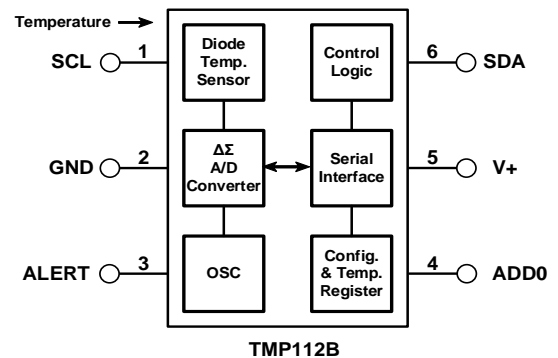 Temperature
SCL
1
Diode
Temp.
Sensor
Control
Logic
6
SDA
GND
2
ΔΣ
A/D
Converter
Serial
Interface
5
V+
ALERT
3
OSC
Config.
& Temp.
Register
4
ADD0
TMP112B